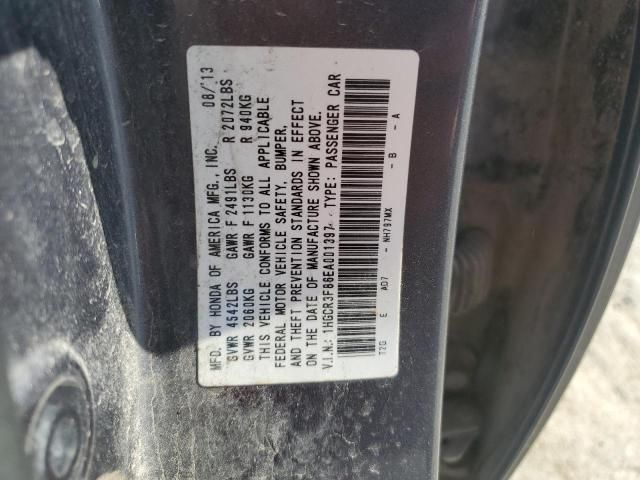 MFD. BY HONDA OF AMERICA MFG., INC. 08/'13
GVWR 4542LBS GAWR F 2491LBS R 2072LBS
GVWR 2060KG GAWR F 1130KG R 940KG
THIS VEHICLE CONFORMS TO ALL APPLICABLE
FEDERAL MOTOR VEHICLE SAFETY, BUMPER,
AND THEFT PREVENTION STANDARDS IN EFFECT
ON THE DATE OF MANUFACTURE SHOWN ABOVE.
V.I.N.: 1HGCR3F86EA001397 TYPE: PASSENGER CAR
T2G E AD7 - NH797MX - B - A